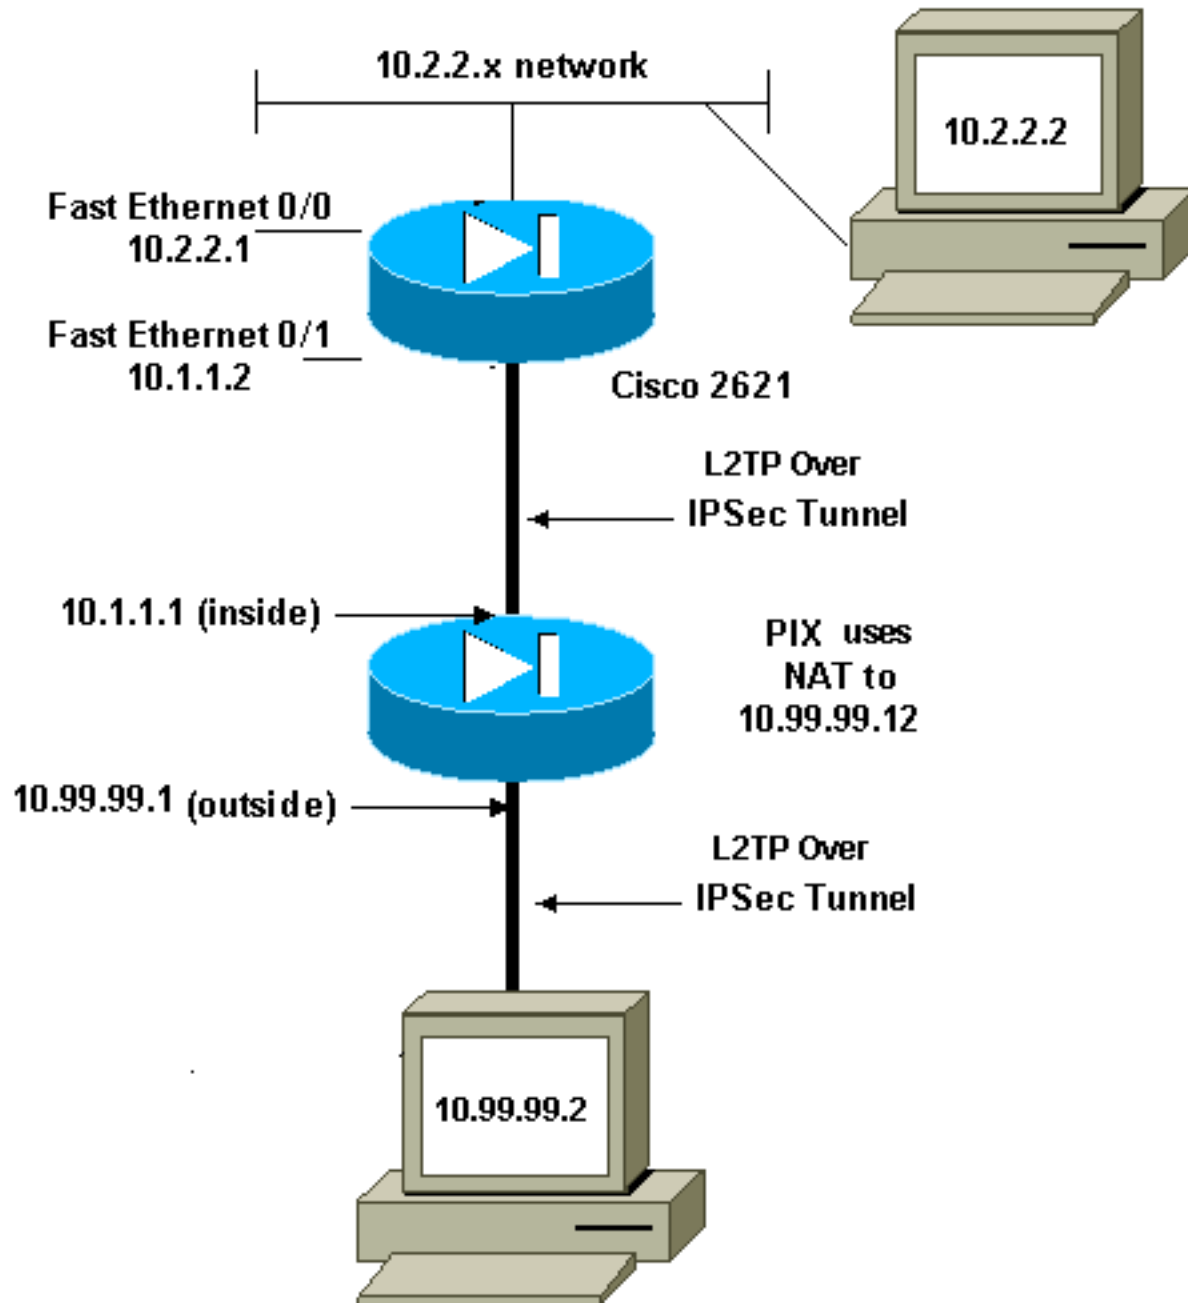 10.2.2.x network
10.2.2.2
Fast Ethernet 0/0
10.2.2.1
Fast Ethernet 0/1
10.1.1.2
Cisco 2621
L2TP Over
IPSec Tunnel
10.1.1.1 (inside)
PIX uses
NAT to
10.99.99.12
10.99.99.1 (outside)
L2TP Over
IPSec Tunnel
10.99.99.2